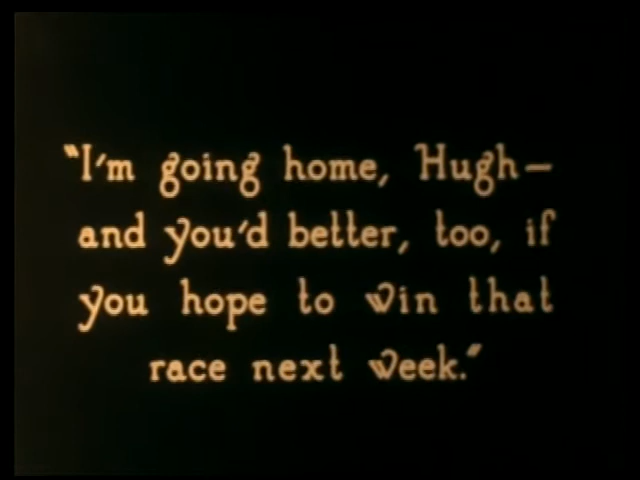 "I'm going home, Hugh—
and you'd better, too, if
you hope to win that
race next week."